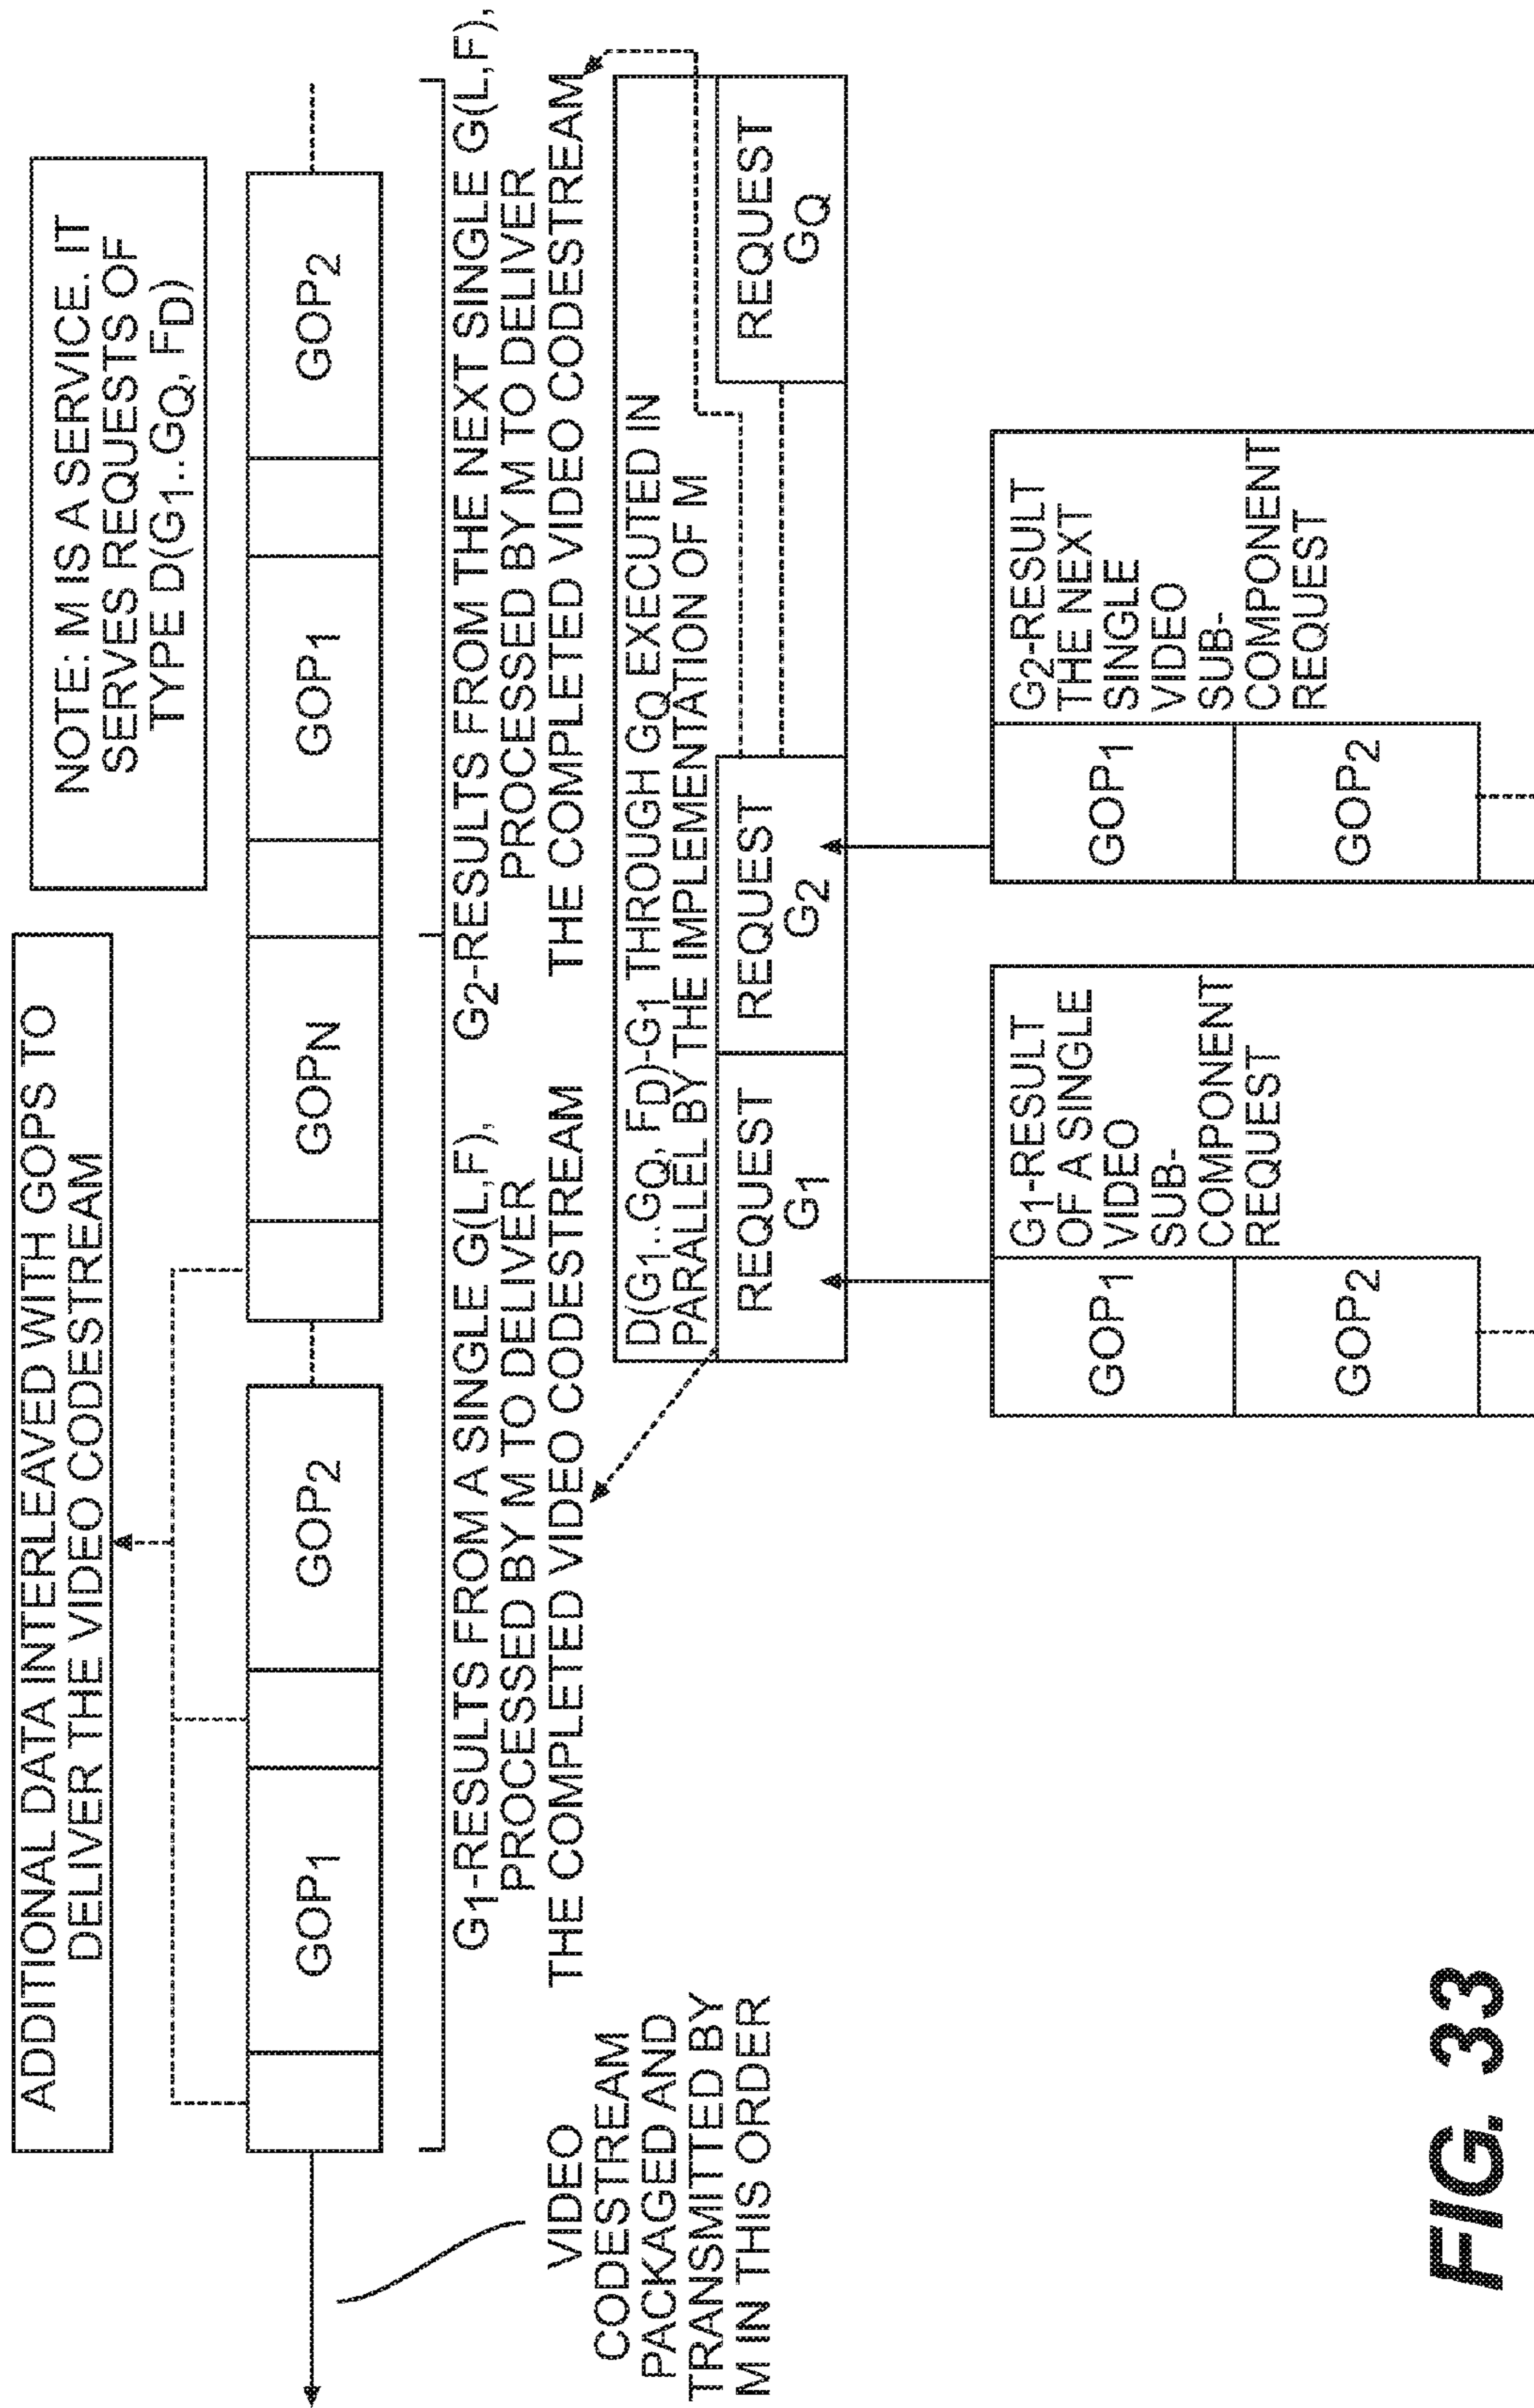 ADDITIONAL DATA INTERLEAVED WITH GOPS TO
DELIVER THE VIDEO CODESTREAM
NOTE: M IS A SERVICE. IT
SERVES REQUESTS OF
TYPE D(G1..GQ, FD)
GOP1
GOP2
GOPN
GOP1
GOP2
G1-RESULTS FROM A SINGLE G(L,F),
PROCESSED BY M TO DELIVER
THE COMPLETED VIDEO CODESTREAM
G2-RESULTS FROM THE NEXT SINGLE G(L,F),
PROCESSED BY M TO DELIVER
THE COMPLETED VIDEO CODESTREAM
VIDEO
CODESTREAM
PACKAGED AND
TRANSMITTED BY
M IN THIS ORDER
D(G1..GQ, FD)-G1 THROUGH GQ EXECUTED IN
PARALLEL BY THE IMPLEMENTATION OF M
REQUEST
G1
REQUEST
G2
REQUEST
GQ
GOP1
GOP2
G1-RESULT
OF A SINGLE
VIDEO
SUB-
COMPONENT
REQUEST
GOP1
GOP2
G2-RESULT
THE NEXT
SINGLE
VIDEO
SUB-
COMPONENT
REQUEST
FIG. 33